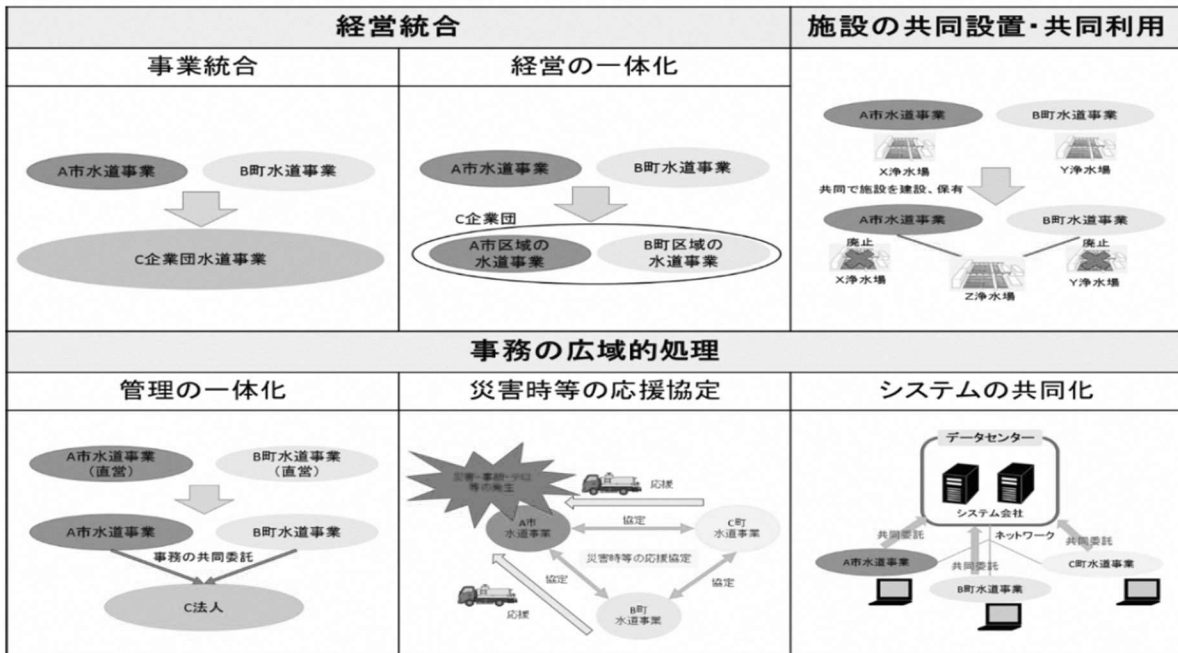 経営統合
施設の共同設置・共同利用
事業統合
経営の一体化
A市水道事業
B町水道事業
C企業団水道事業
A市水道事業
B町水道事業
C企業団
A市区域の
水道事業
B町区域の
水道事業
A市水道事業
B町水道事業
X浄水場
Y浄水場
共同で施設を建設、保有
A市水道事業
B町水道事業
廃止
廃止
X浄水場
Z浄水場
Y浄水場
事務の広域的処理
管理の一体化
災害時等の応援協定
システムの共同化
A市水道事業
(直営)
B町水道事業
(直営)
A市水道事業
B町水道事業
事務の共同委託
C法人
災害・事故・テロ
等の発生
応援
A市
水道事業
協定
C町
水道事業
災害時等の応援協定
協定
協定
応援
B町
水道事業
データセンター
システム会社
共同委託
ネットワーク
共同委託
共同委託
A市水道事業
C町水道事業
B町水道事業